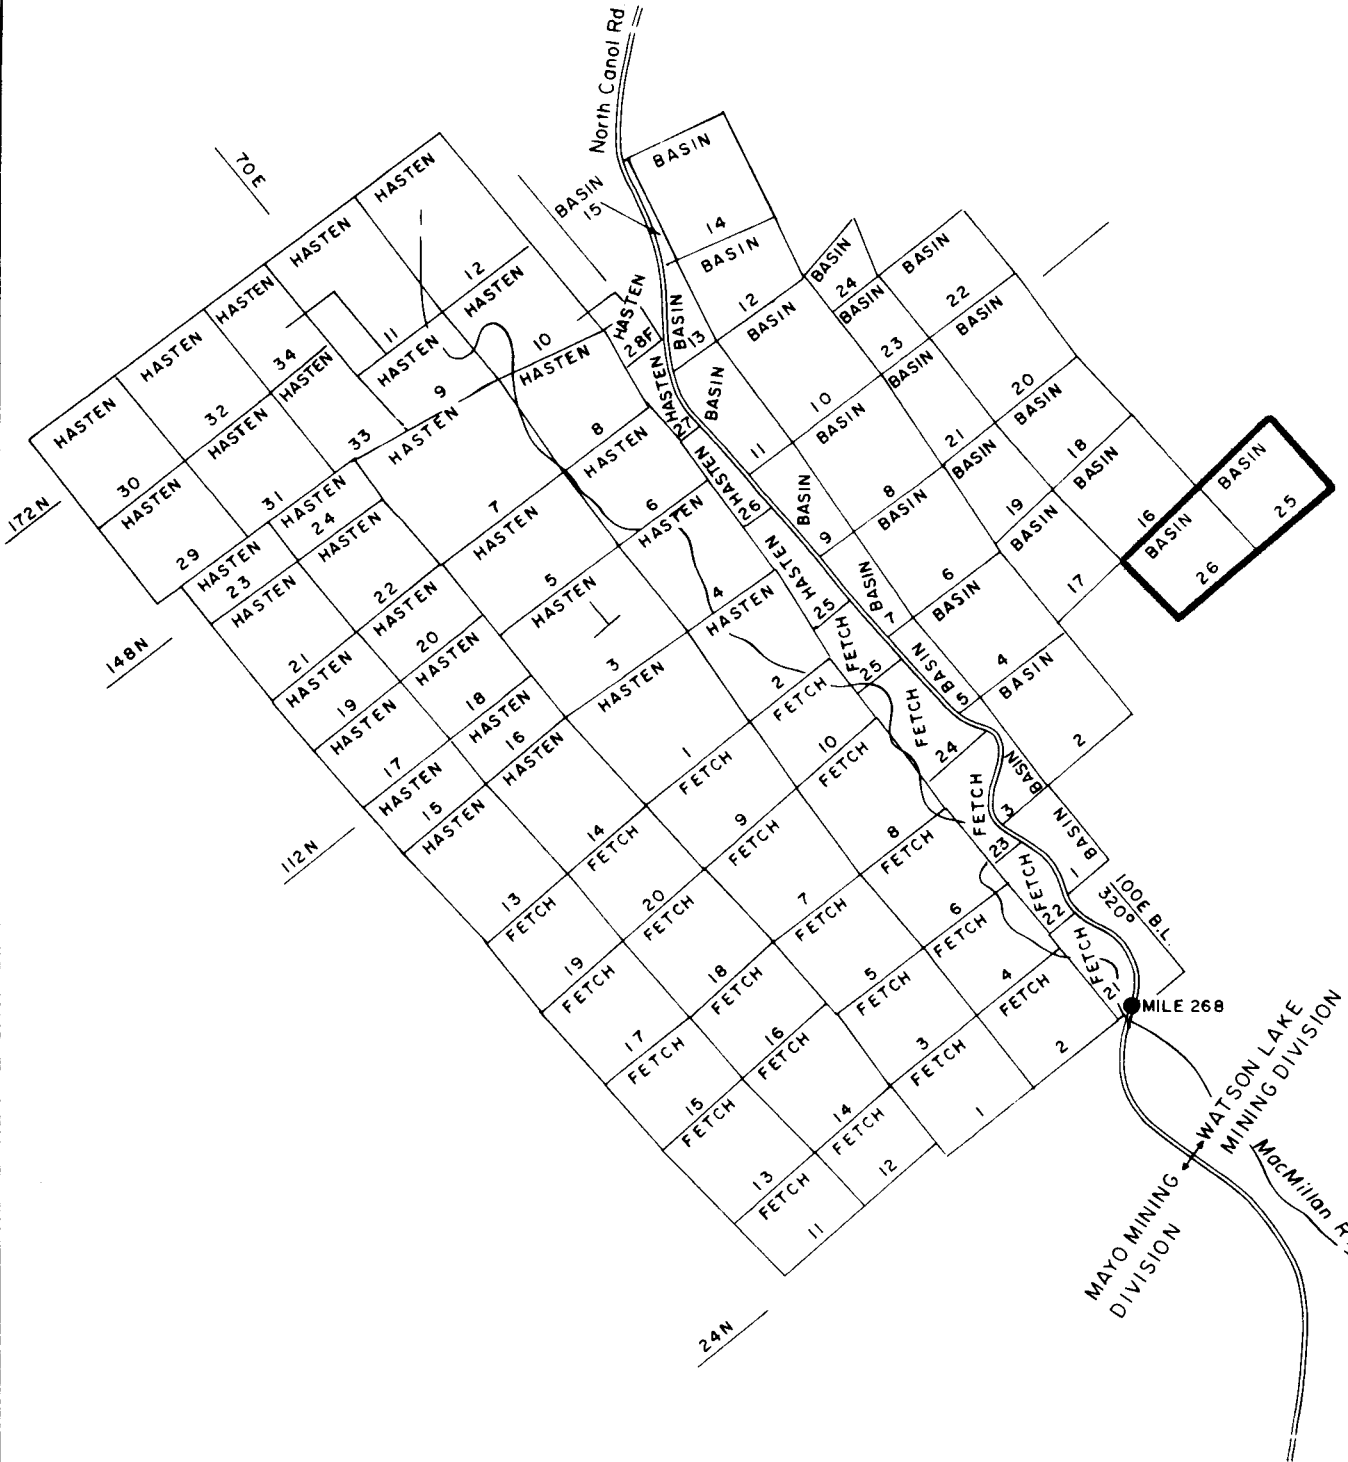 North Canol Rd
70E
BASIN
15
BASIN
14
BASIN
12
BASIN
24
BASIN
22
BASIN
23
BASIN
20
BASIN
10
BASIN
21
BASIN
18
BASIN
13
BASIN
11
BASIN
8
BASIN
19
BASIN
16
BASIN
25
BASIN
26
BASIN
9
BASIN
6
BASIN
17
BASIN
7
BASIN
4
BASIN
5
BASIN
2
BASIN
3
BASIN
1
HASTEN
12
HASTEN
11
HASTEN
34
HASTEN
32
HASTEN
30
HASTEN
10
HASTEN
9
HASTEN
33
HASTEN
31
HASTEN
29
HASTEN
28F
HASTEN
27
HASTEN
26
HASTEN
25
HASTEN
HASTEN
8
HASTEN
7
HASTEN
24
HASTEN
23
HASTEN
6
HASTEN
5
HASTEN
22
HASTEN
21
HASTEN
4
HASTEN
3
HASTEN
20
HASTEN
19
HASTEN
2
HASTEN
1
HASTEN
18
HASTEN
17
HASTEN
16
HASTEN
15
HASTEN
14
HASTEN
13
172N
148N
112N
24N
FETCH
25
FETCH
24
FETCH
23
FETCH
22
FETCH
21
FETCH
10
FETCH
9
FETCH
20
FETCH
19
FETCH
8
FETCH
7
FETCH
18
FETCH
17
FETCH
6
FETCH
5
FETCH
16
FETCH
15
FETCH
4
FETCH
3
FETCH
14
FETCH
13
FETCH
2
FETCH
1
FETCH
12
FETCH
11
100E B.L.
320°
MILE 268
WATSON LAKE
MINING DIVISION
MAYO MINING
DIVISION
MacMillan R